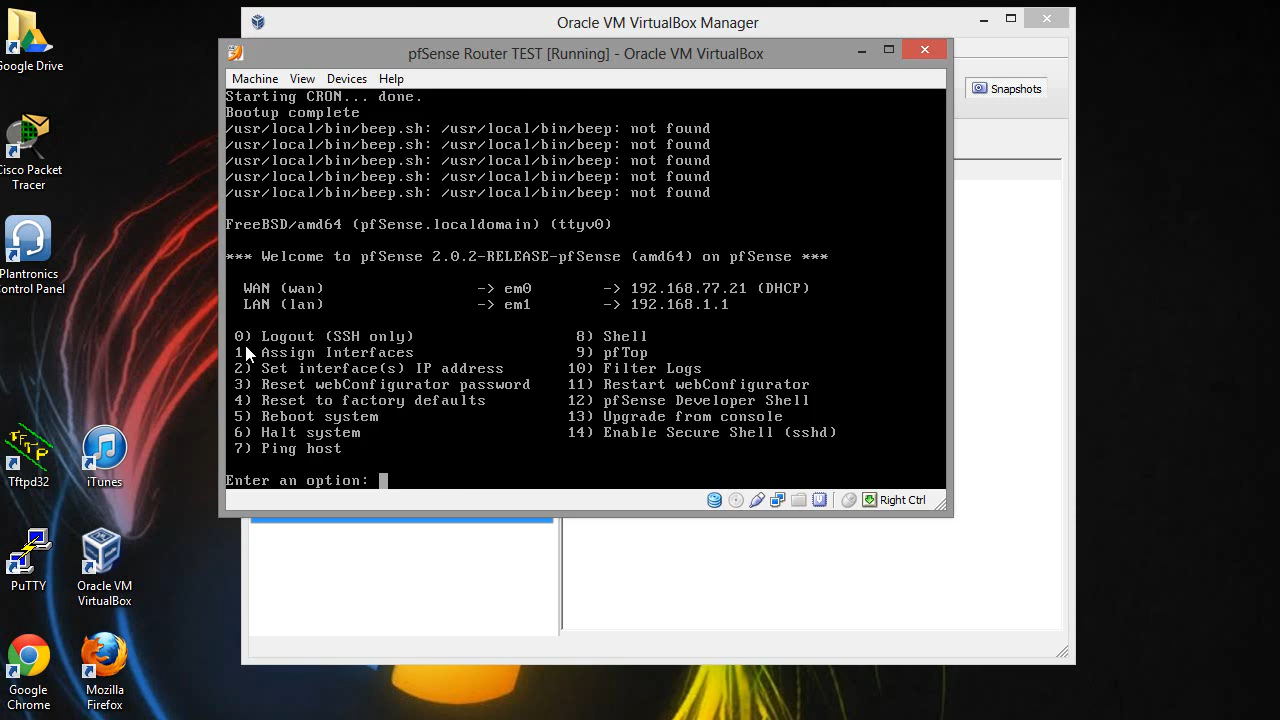 Oracle VM VirtualBox Manager
pfSense Router TEST [Running] - Oracle VM VirtualBox
Machine View Devices Help
Snapshots
Starting CRON... done.
Bootup complete
/usr/local/bin/beep.sh: /usr/local/bin/beep: not found
/usr/local/bin/beep.sh: /usr/local/bin/beep: not found
/usr/local/bin/beep.sh: /usr/local/bin/beep: not found
/usr/local/bin/beep.sh: /usr/local/bin/beep: not found
/usr/local/bin/beep.sh: /usr/local/bin/beep: not found
FreeBSD/amd64 (pfSense.localdomain) (ttyv0)
*** Welcome to pfSense 2.0.2-RELEASE-pfSense (amd64) on pfSense ***
WAN (wan) -> em0 -> 192.168.77.21 (DHCP)
LAN (lan) -> em1 -> 192.168.1.1
0) Logout (SSH only) 8) Shell
1) Assign Interfaces 9) pfTop
2) Set interface(s) IP address 10) Filter Logs
3) Reset webConfigurator password 11) Restart webConfigurator
4) Reset to factory defaults 12) pfSense Developer Shell
5) Reboot system 13) Upgrade from console
6) Halt system 14) Enable Secure Shell (sshd)
7) Ping host
Enter an option:
Right Ctrl
Google Drive
Cisco Packet
Tracer
Plantronics
Control Panel
TFTP
Tftpd32
iTunes
PuTTY
Oracle VM
VirtualBox
Google
Chrome
Mozilla
Firefox